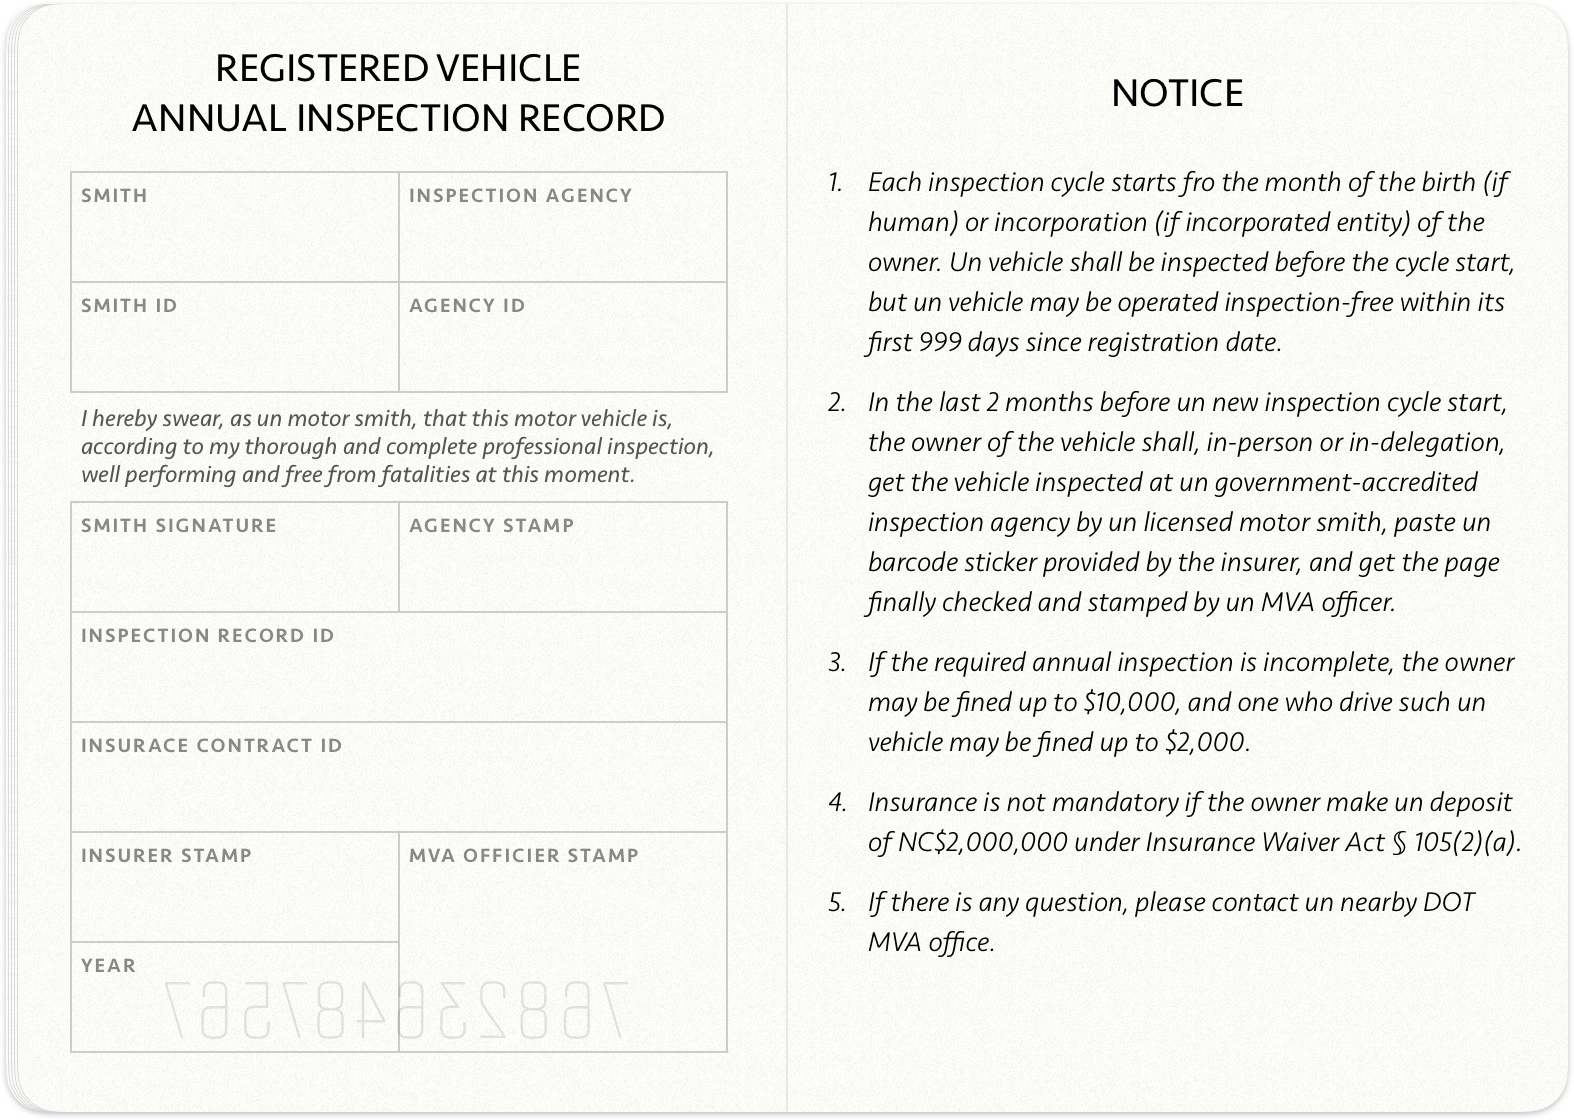 REGISTERED VEHICLE
ANNUAL INSPECTION RECORD
SMITH
INSPECTION AGENCY
SMITH ID
AGENCY ID
I hereby swear, as un motor smith, that this motor vehicle is,
according to my thorough and complete professional inspection,
well performing and free from fatalities at this moment.
SMITH SIGNATURE
AGENCY STAMP
INSPECTION RECORD ID
INSURACE CONTRACT ID
INSURER STAMP
MVA OFFICIER STAMP
YEAR
768236487567
NOTICE
1. Each inspection cycle starts fro the month of the birth (if
human) or incorporation (if incorporated entity) of the
owner. Un vehicle shall be inspected before the cycle start,
but un vehicle may be operated inspection-free within its
first 999 days since registration date.
2. In the last 2 months before un new inspection cycle start,
the owner of the vehicle shall, in-person or in-delegation,
get the vehicle inspected at un government-accredited
inspection agency by un licensed motor smith, paste un
barcode sticker provided by the insurer, and get the page
finally checked and stamped by un MVA officer.
3. If the required annual inspection is incomplete, the owner
may be fined up to $10,000, and one who drive such un
vehicle may be fined up to $2,000.
4. Insurance is not mandatory if the owner make un deposit
of NC$2,000,000 under Insurance Waiver Act § 105(2)(a).
5. If there is any question, please contact un nearby DOT
MVA office.